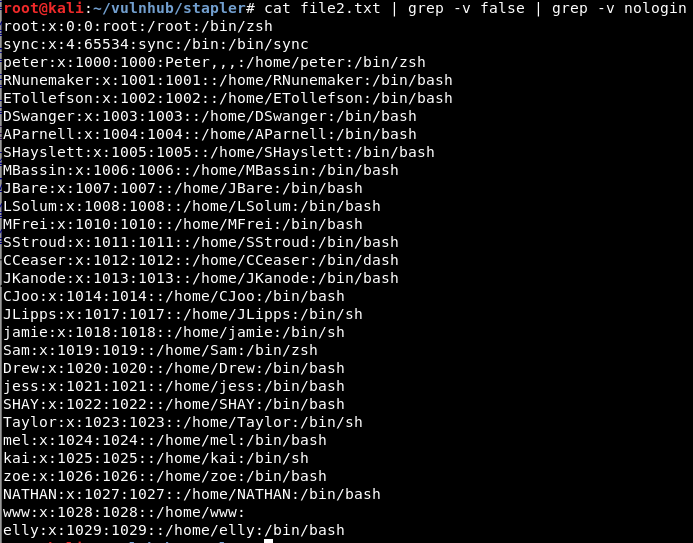 root@kali:~/vulnhub/stapler# cat file2.txt | grep -v false | grep -v nologin
root:x:0:0:root:/root:/bin/zsh
sync:x:4:65534:sync:/bin:/bin/sync
peter:x:1000:1000:Peter,,,:/home/peter:/bin/zsh
RNunemaker:x:1001:1001::/home/RNunemaker:/bin/bash
ETollefson:x:1002:1002::/home/ETollefson:/bin/bash
DSwanger:x:1003:1003::/home/DSwanger:/bin/bash
AParnell:x:1004:1004::/home/AParnell:/bin/bash
SHayslett:x:1005:1005::/home/SHayslett:/bin/bash
MBassin:x:1006:1006::/home/MBassin:/bin/bash
JBare:x:1007:1007::/home/JBare:/bin/bash
LSolum:x:1008:1008::/home/LSolum:/bin/bash
MFrei:x:1010:1010::/home/MFrei:/bin/bash
SStroud:x:1011:1011::/home/SStroud:/bin/bash
CCeaser:x:1012:1012::/home/CCeaser:/bin/dash
JKanode:x:1013:1013::/home/JKanode:/bin/bash
CJoo:x:1014:1014::/home/CJoo:/bin/bash
JLipps:x:1017:1017::/home/JLipps:/bin/sh
jamie:x:1018:1018::/home/jamie:/bin/sh
Sam:x:1019:1019::/home/Sam:/bin/zsh
Drew:x:1020:1020::/home/Drew:/bin/bash
jess:x:1021:1021::/home/jess:/bin/bash
SHAY:x:1022:1022::/home/SHAY:/bin/bash
Taylor:x:1023:1023::/home/Taylor:/bin/sh
mel:x:1024:1024::/home/mel:/bin/bash
kai:x:1025:1025::/home/kai:/bin/sh
zoe:x:1026:1026::/home/zoe:/bin/bash
NATHAN:x:1027:1027::/home/NATHAN:/bin/bash
www:x:1028:1028::/home/www:
elly:x:1029:1029::/home/elly:/bin/bash